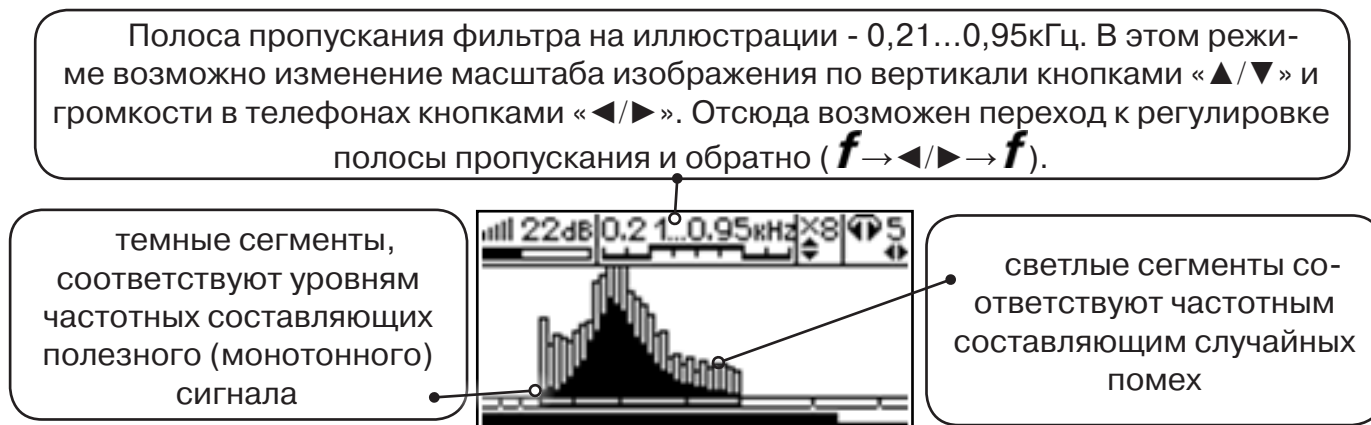 Полоса пропускания фильтра на иллюстрации - 0,21...0,95кГц. В этом режи-
ме возможно изменение масштаба изображения по вертикали кнопками «▲/▼» и
громкости в телефонах кнопками «◄/►». Отсюда возможен переход к регулировке
полосы пропускания и обратно ( f→◄/►→f ).
темные сегменты,
соответствуют уровням
частотных составляющих
полезного (монотонного)
сигнала
22dB 0.21...0.95кHz ×8 5
светлые сегменты со-
ответствуют частотным
составляющим случайных
помех